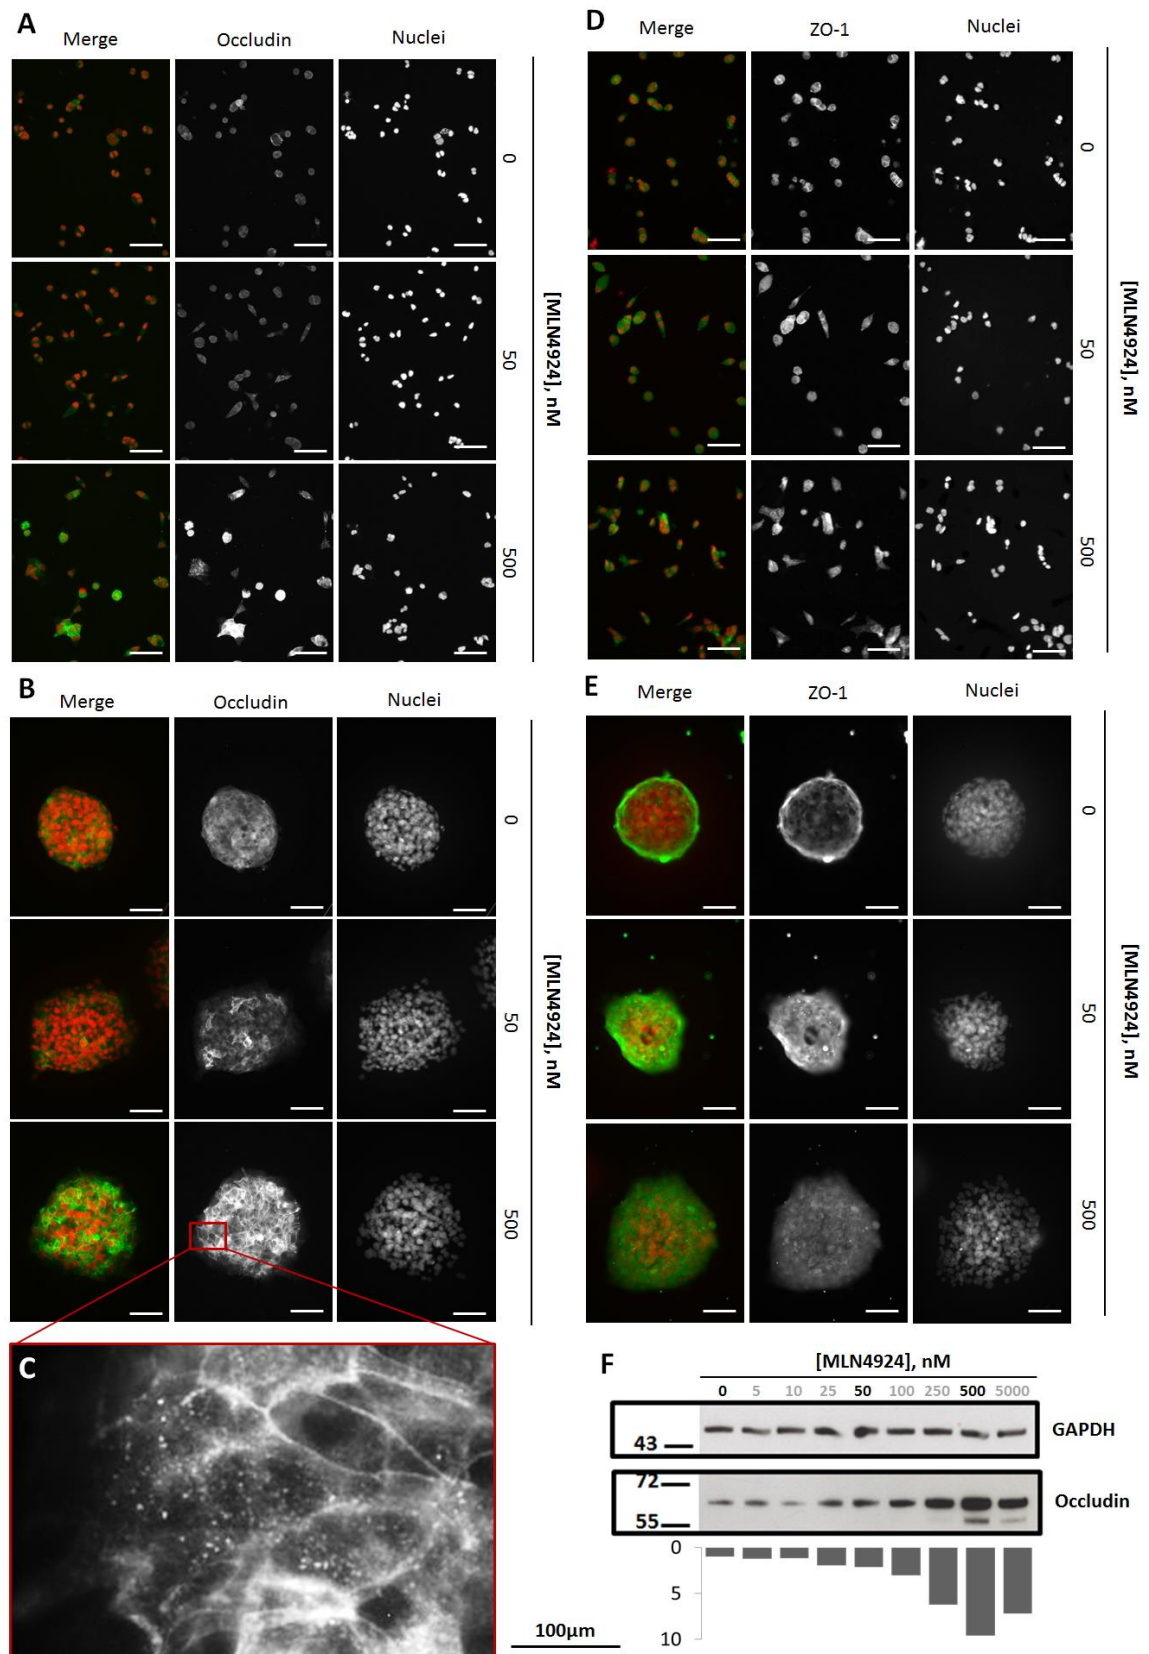 A
Merge Occludin Nuclei
0
50
500
[MLN4924], nM
D
Merge ZO-1 Nuclei
0
50
500
[MLN4924], nM
B
Merge Occludin Nuclei
0
50
500
[MLN4924], nM
E
Merge ZO-1 Nuclei
0
50
500
[MLN4924], nM
C
100µm
F
[MLN4924], nM
0 5 10 25 50 100 250 500 5000
43
GAPDH
72
55
Occludin
0
5
10